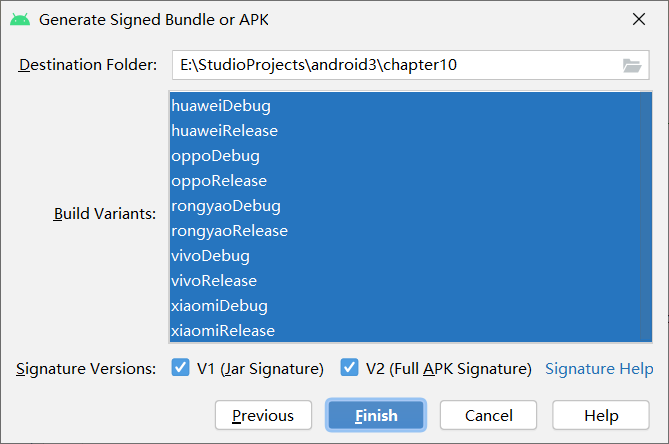 Generate Signed Bundle or APK
Destination Folder: E:\StudioProjects\android3\chapter10
huaweiDebug
huaweiRelease
oppoDebug
oppoRelease
Build Variants: rongyaoDebug
rongyaoRelease
vivoDebug
vivoRelease
xiaomiDebug
xiaomiRelease
Signature Versions: V1 (Jar Signature) V2 (Full APK Signature) Signature Help
Previous Finish Cancel Help